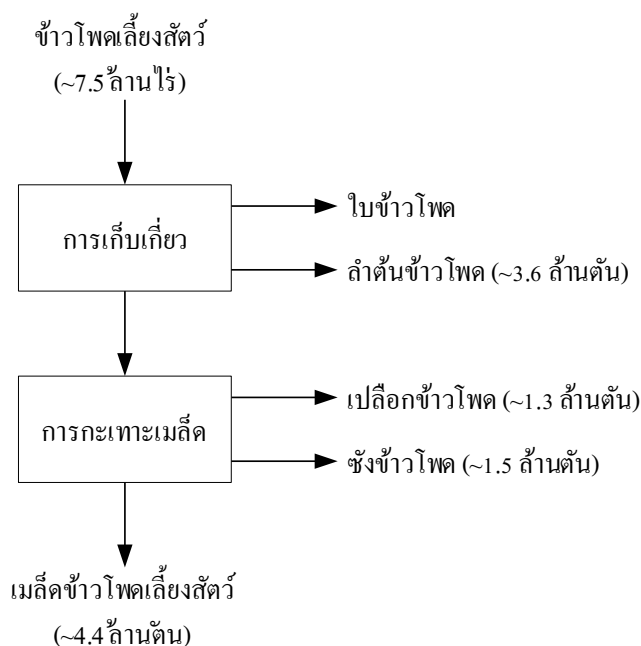 ข้าวโพดเลี้ยงสัตว์
(~7.5 ล้านไร่)
ใบข้าวโพด
การเก็บเกี่ยว
ลำต้นข้าวโพด (~3.6 ล้านตัน)
เปลือกข้าวโพด (~1.3 ล้านตัน)
การกะเทาะเมล็ด
ซังข้าวโพด (~1.5 ล้านตัน)
เมล็ดข้าวโพดเลี้ยงสัตว์
(~4.4 ล้านตัน)